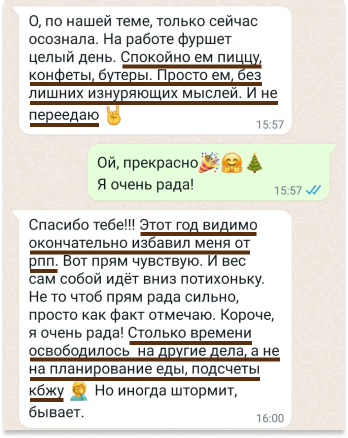 О, по нашей теме, только сейчас
осознала. На работе фуршет
целый день. Спокойно ем пиццу,
конфеты, бутеры. Просто ем, без
лишних изнуряющих мыслей. И не
переедаю 🤘
15:57
Ой, прекрасно🎉🤗🎄
Я очень рада!
15:57
Спасибо тебе!!! Этот год видимо
окончательно избавил меня от
рпп. Вот прям чувствую. И вес
сам собой идёт вниз потихоньку.
Не то чтоб прям рада сильно,
просто как факт отмечаю. Короче,
я очень рада! Столько времени
освободилось на другие дела, а не
на планирование еды, подсчеты
кбжу 🤦 Но иногда штормит,
бывает.
16:00